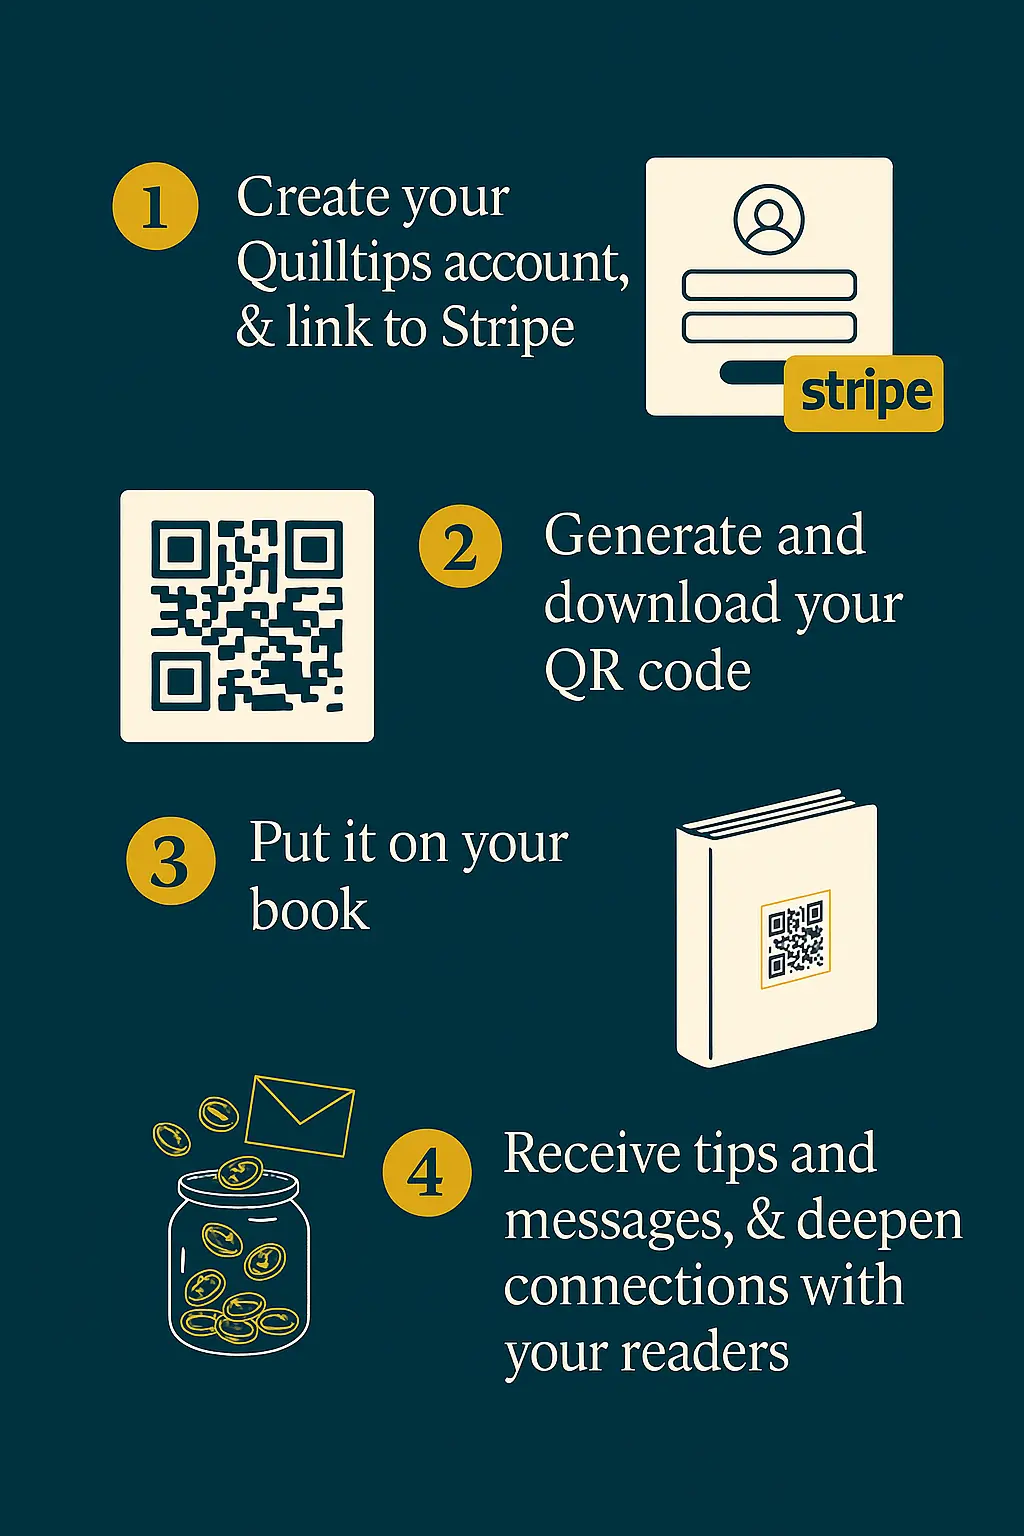 1
Create your
Quilltips account,
& link to Stripe
stripe
2
Generate and
download your
QR code
3
Put it on your
book
4
Receive tips and
messages, & deepen
connections with
your readers